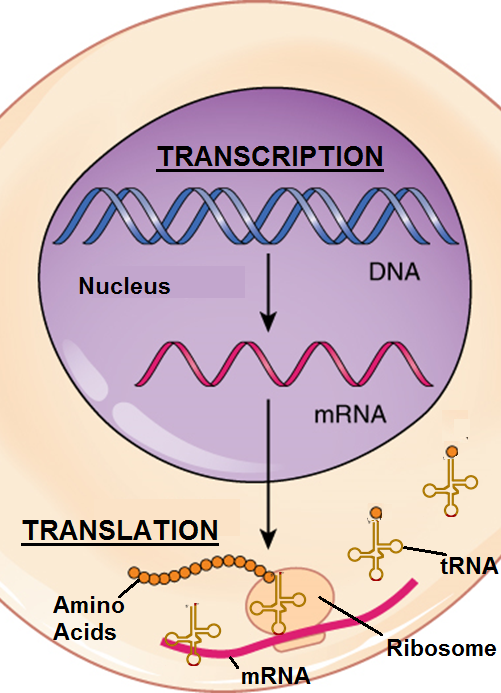 TRANSCRIPTION
DNA
Nucleus
mRNA
TRANSLATION
tRNA
Amino
Acids
Ribosome
mRNA